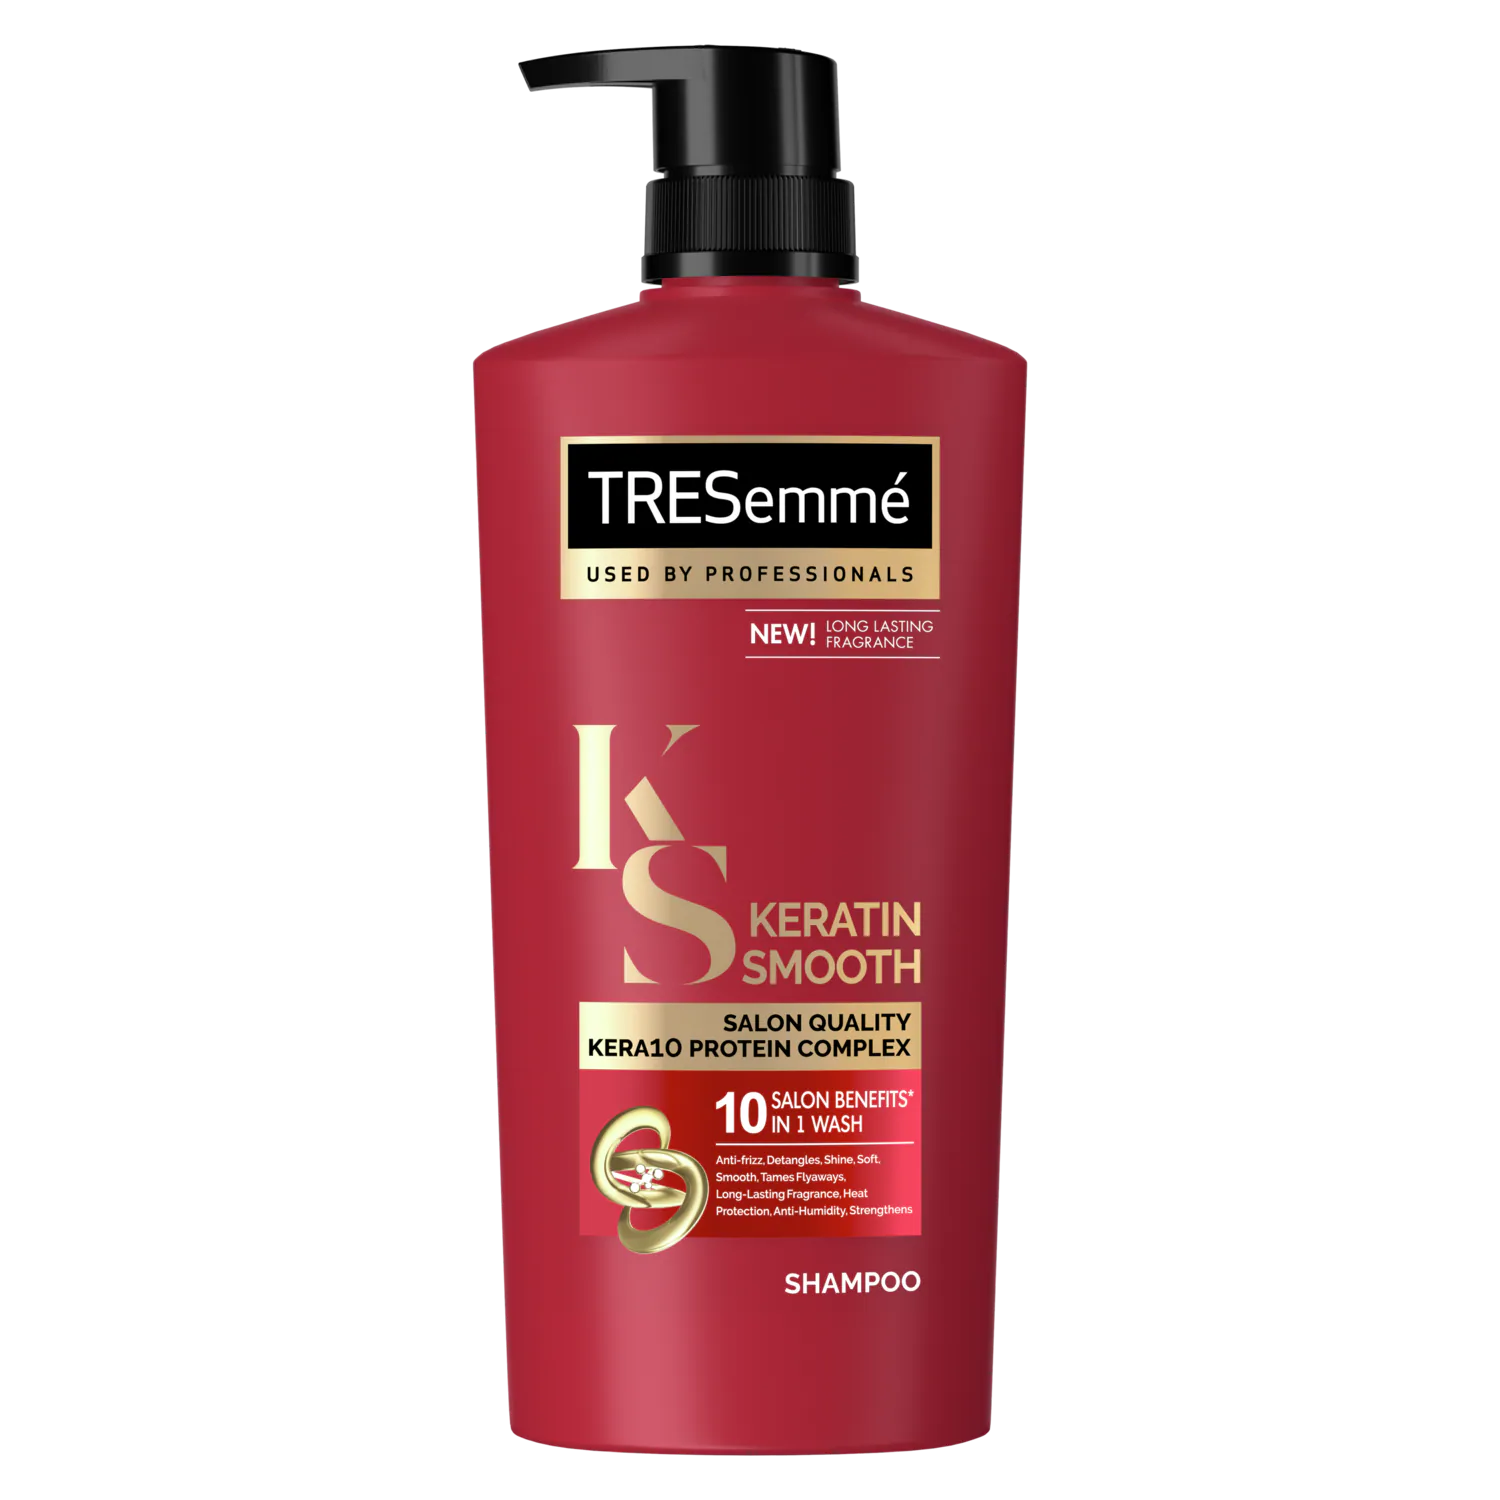 TRESemmé
USED BY PROFESSIONALS
NEW! LONG LASTING
FRAGRANCE
KS
KERATIN
SMOOTH
SALON QUALITY
KERA10 PROTEIN COMPLEX
10 SALON BENEFITS*
IN 1 WASH
Anti-frizz, Detangles, Shine, Soft,
Smooth, Tames Flyaways,
Long-Lasting Fragrance, Heat
Protection, Anti-Humidity, Strengthens
SHAMPOO